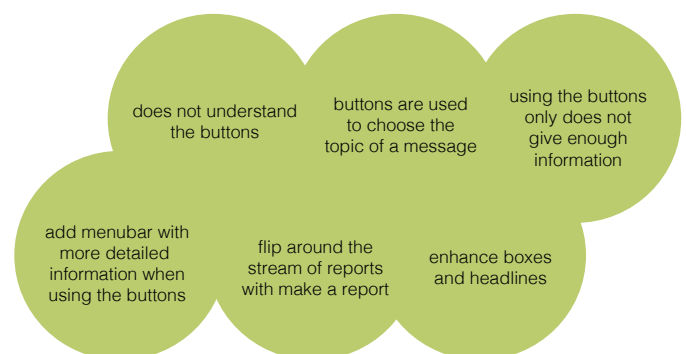 does not understand
the buttons
buttons are used
to choose the
topic of a message
using the buttons
only does not
give enough
information
add menubar with
more detailed
information when
using the buttons
flip around the
stream of reports
with make a report
enhance boxes
and headlines